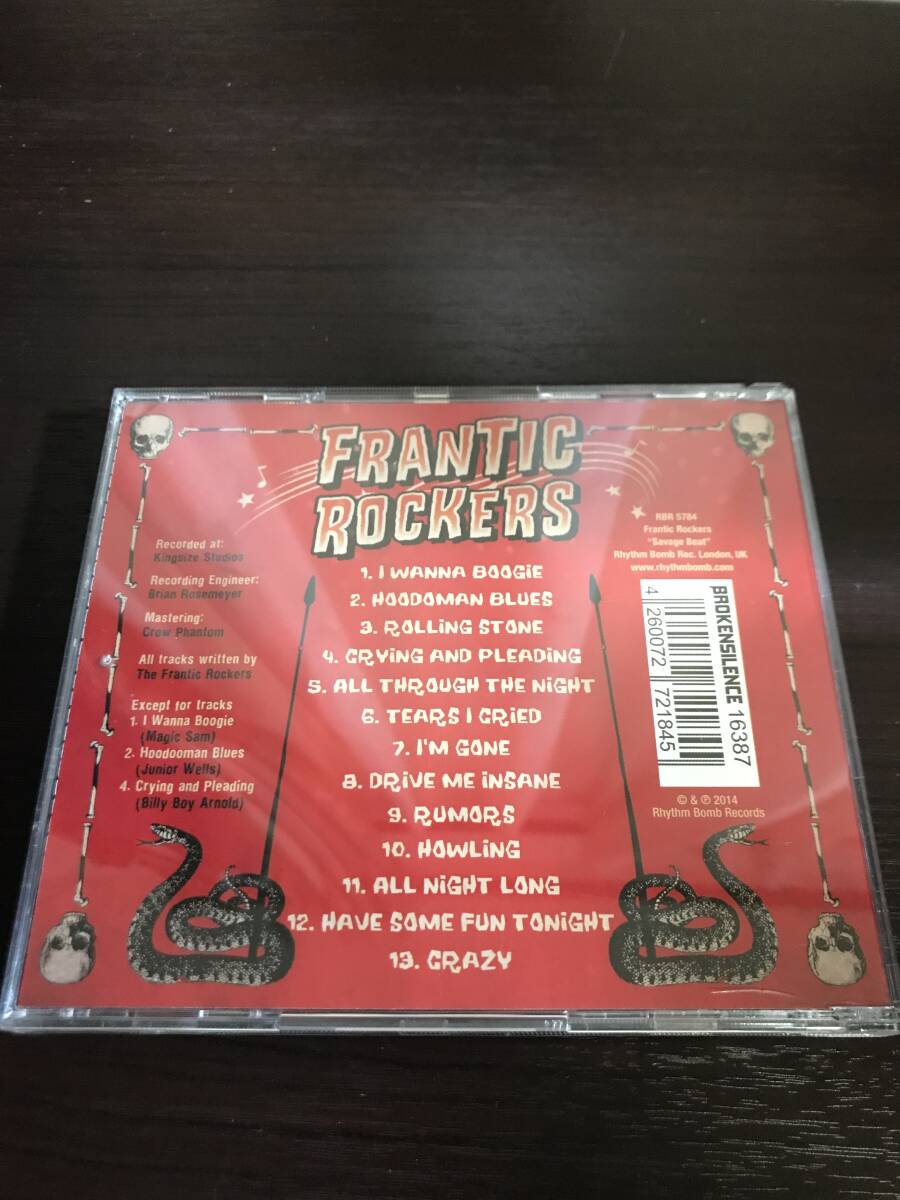 FRANTIC
ROCKERS
Recorded at:
Kingsize Studios
Recording Engineer:
Brian Rosemeyer
Mastering:
Crow Phantom
All tracks written by
The Frantic Rockers
Except for tracks
1. I Wanna Boogie
(Magic Sam)
2. Hoodooman Blues
(Junior Wells)
4. Crying and Pleading
(Billy Boy Arnold)
1. I WANNA BOOGIE
2. HOODOMAN BLUES
3. ROLLING STONE
4. CRYING AND PLEADING
5. ALL THROUGH THE NIGHT
6. TEARS I CRIED
7. I'M GONE
8. DRIVE ME INSANE
9. RUMORS
10. HOWLING
11. ALL NIGHT LONG
12. HAVE SOME FUN TONIGHT
13. CRAZY
RBR 5784
Frantic Rockers
"Savage Beat"
Rhythm Bomb Rec. London, UK
www.rhythmbomb.com
BROKENSILENCE 16387
4 260072 721845
© & ℗ 2014
Rhythm Bomb Records